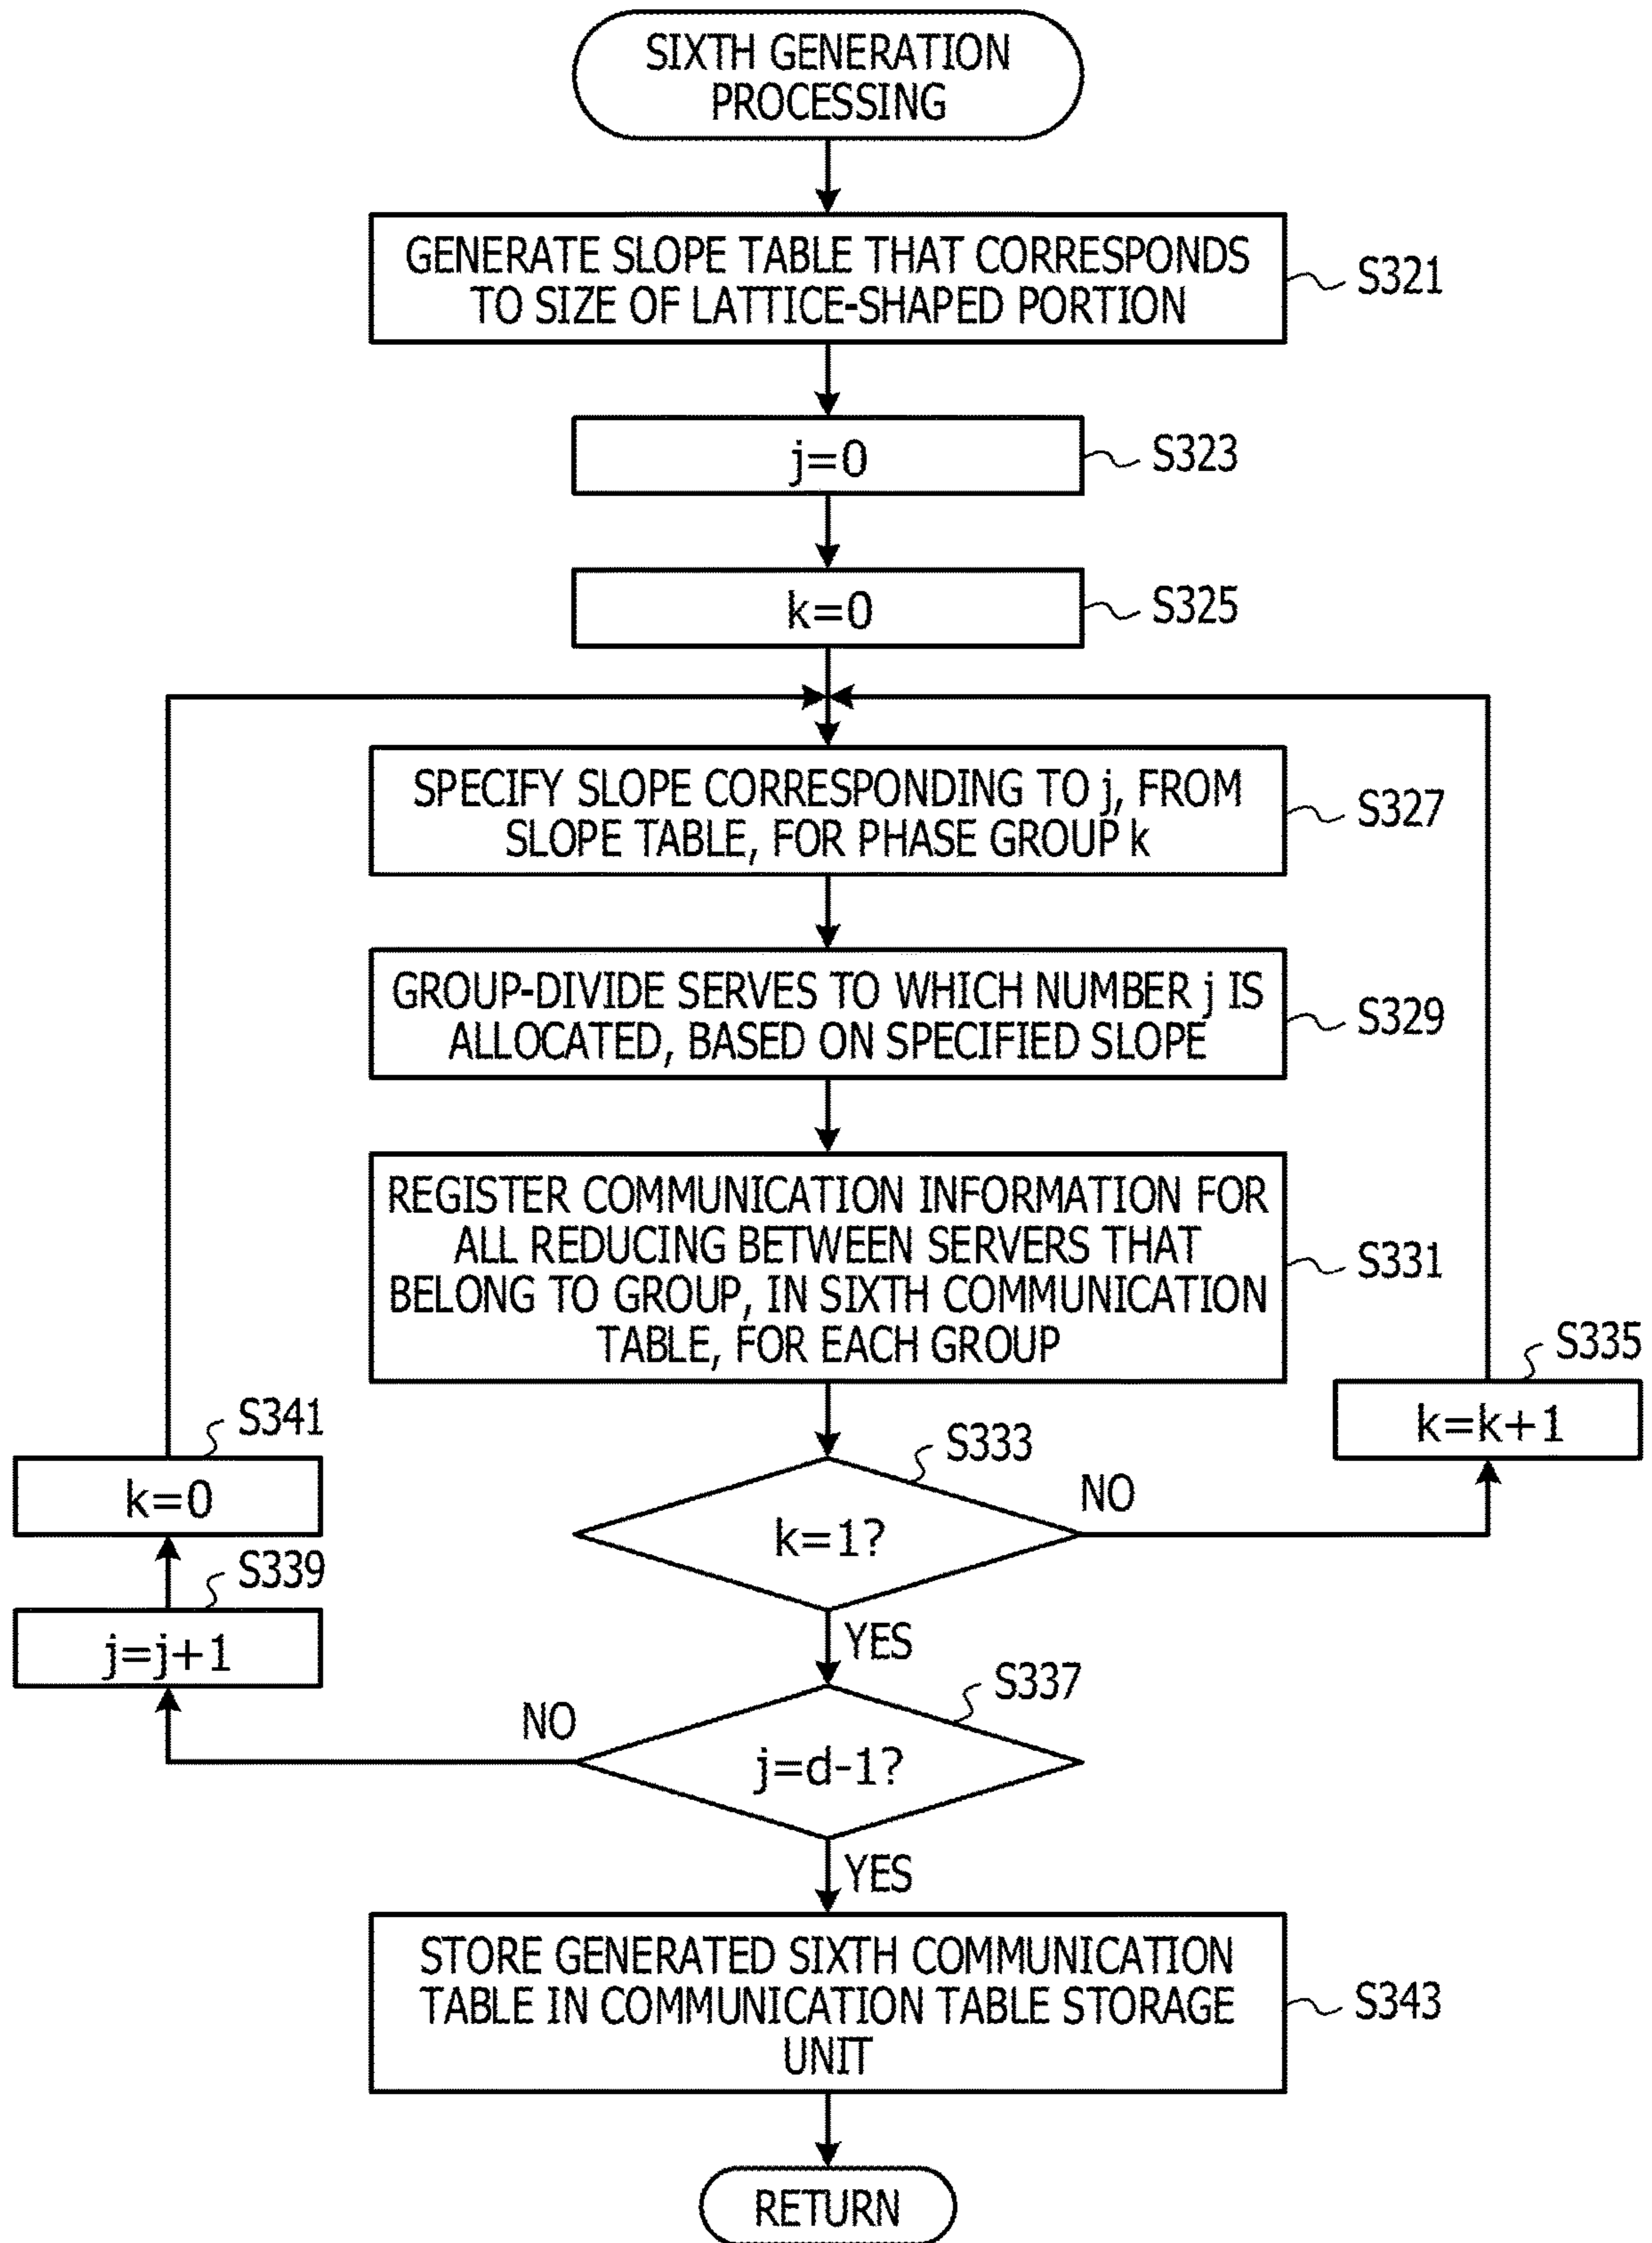 SIXTH GENERATION
PROCESSING
GENERATE SLOPE TABLE THAT CORRESPONDS
TO SIZE OF LATTICE-SHAPED PORTION
S321
j=0
S323
k=0
S325
SPECIFY SLOPE CORRESPONDING TO j, FROM
SLOPE TABLE, FOR PHASE GROUP k
S327
GROUP-DIVIDE SERVES TO WHICH NUMBER j IS
ALLOCATED, BASED ON SPECIFIED SLOPE
S329
REGISTER COMMUNICATION INFORMATION FOR
ALL REDUCING BETWEEN SERVERS THAT
BELONG TO GROUP, IN SIXTH COMMUNICATION
TABLE, FOR EACH GROUP
S331
S335
k=k+1
S341
k=0
S333
k=1?
NO
YES
S339
j=j+1
S337
j=d-1?
NO
YES
STORE GENERATED SIXTH COMMUNICATION
TABLE IN COMMUNICATION TABLE STORAGE
UNIT
S343
RETURN